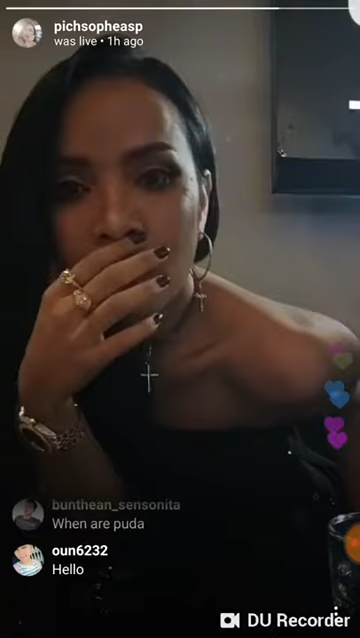 pichsopheasp
was live • 1h ago
bunthean_sensonita
When are puda
oun6232
Hello
DU Recorder